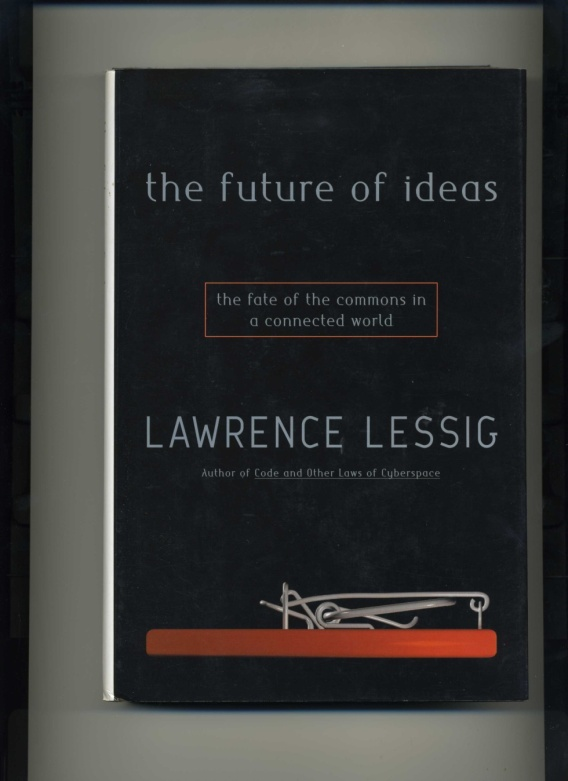 the future of ideas
the fate of the commons in
a connected world
LAWRENCE LESSIG
Author of Code and Other Laws of Cyberspace